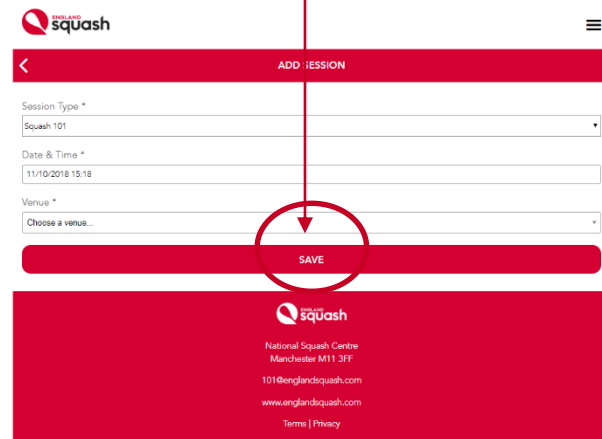 ENGLAND
squash
ADD SESSION
Session Type *
Squash 101
Date & Time *
11/10/2018 15:18
Venue *
Choose a venue...
SAVE
ENGLAND
squash
National Squash Centre
Manchester M11 3FF
101@englandsquash.com
www.englandsquash.com
Terms | Privacy